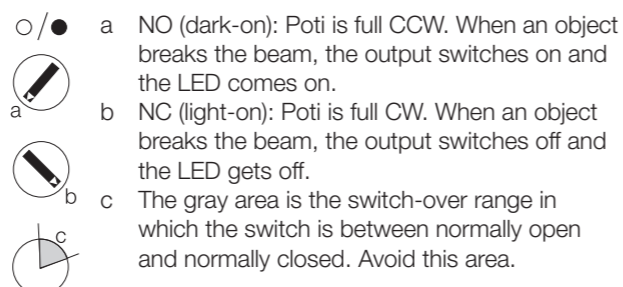 ○/●
a NO (dark-on): Poti is full CCW. When an object
breaks the beam, the output switches on and
the LED comes on.
a
b NC (light-on): Poti is full CW. When an object
breaks the beam, the output switches off and
the LED gets off.
b
c The gray area is the switch-over range in
which the switch is between normally open
and normally closed. Avoid this area.
c